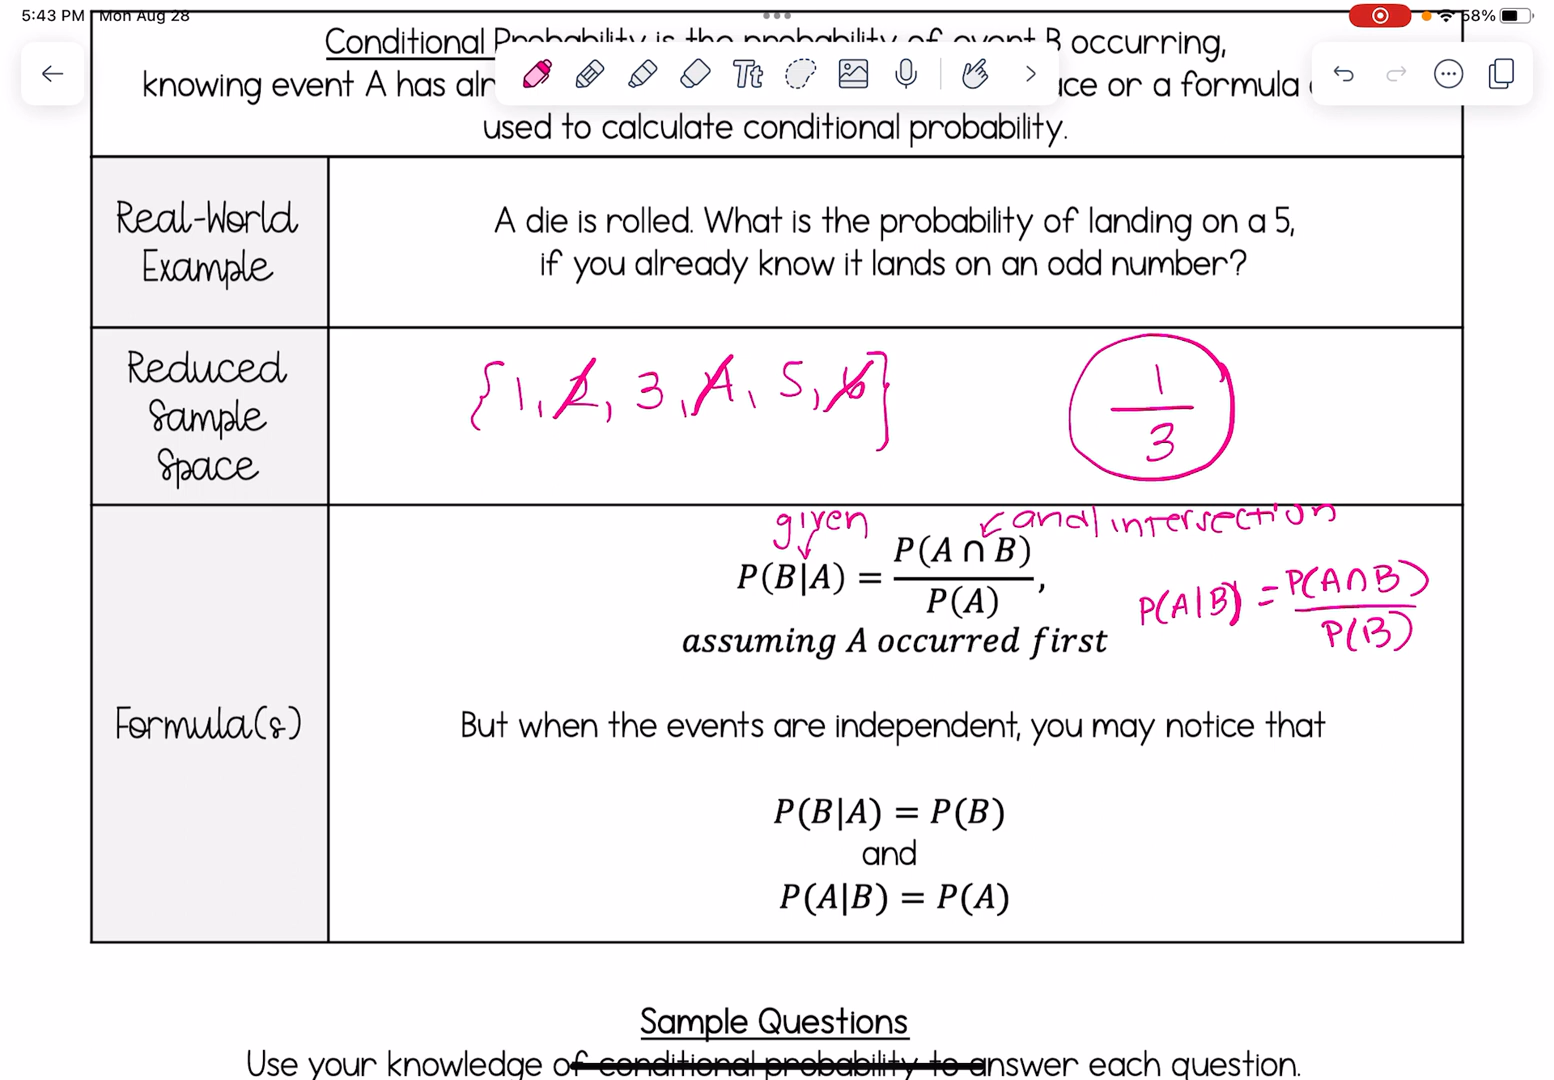 5:43 PM Mon Aug 28
58%
Conditional Probability is the probability of event B occurring,
knowing event A has
Tt
or a formula
used to calculate conditional probability.
Real-World
Example
A die is rolled. What is the probability of landing on a 5,
if you already know it lands on an odd number?
Reduced
Sample
Space
{1, 2, 3, 4, 5, 6}
1
3
given
and/intersection
P(B|A) = P(A ∩ B) / P(A),
P(A|B) = P(A∩B) / P(B)
assuming A occurred first
Formula(s)
But when the events are independent, you may notice that
P(B|A) = P(B)
and
P(A|B) = P(A)
Sample Questions
Use your knowledge of conditional probability to answer each question.